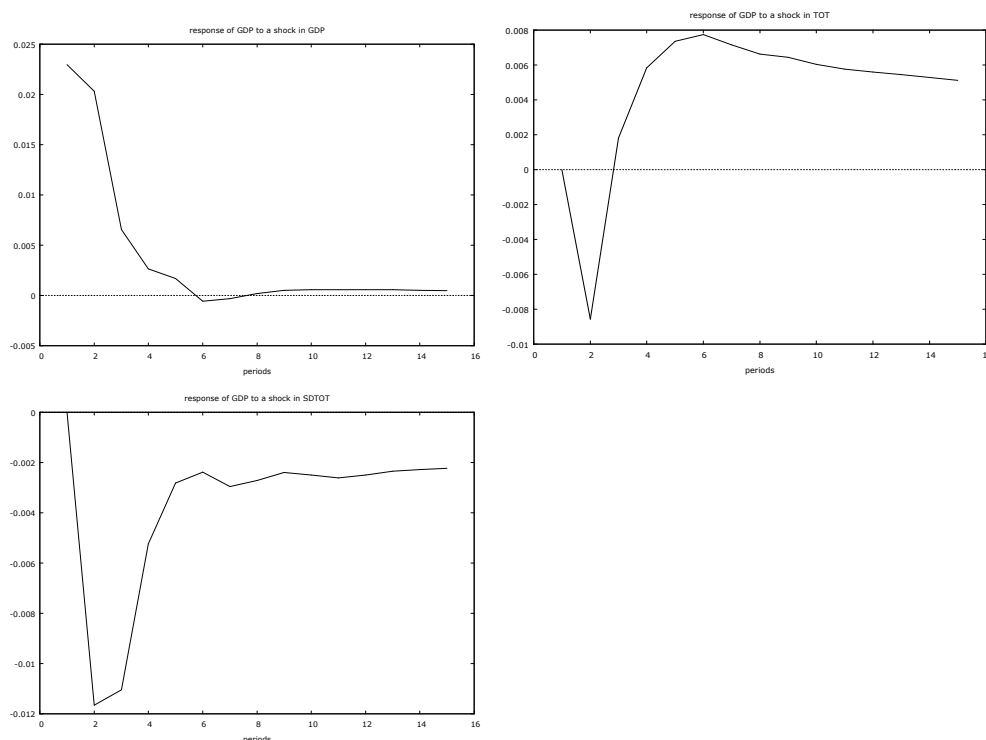 response of GDP to a shock in GDP
0.025
0.02
0.015
0.01
0.005
0
-0.005
0 2 4 6 8 10 12 14 16
periods
response of GDP to a shock in TOT
0.008
0.006
0.004
0.002
0
-0.002
-0.004
-0.006
-0.008
-0.01
0 2 4 6 8 10 12 14 1
periods
response of GDP to a shock in SDTOT
0
-0.002
-0.004
-0.006
-0.008
-0.01
-0.012
0 2 4 6 8 10 12 14 16
periods